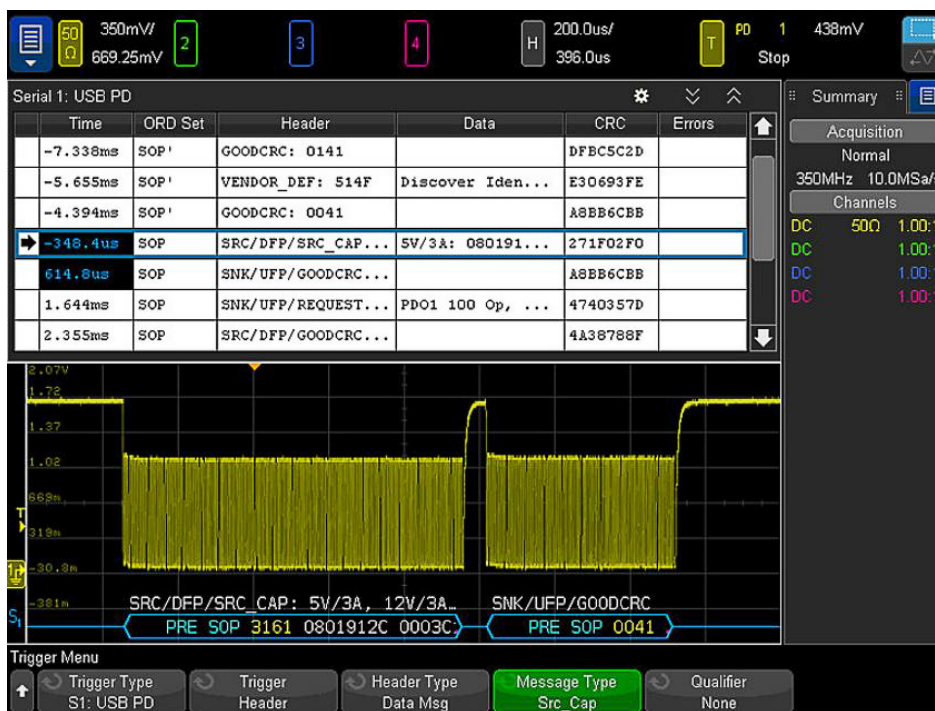 50Ω 350mV/ 2 3 4 H 200.0us/ T PD 1 438mV
669.25mV 396.0us Stop
Serial 1: USB PD
Time ORD Set Header Data CRC Errors
-7.338ms SOP' GOODCRC: 0141 DFBC5C2D
-5.655ms SOP' VENDOR_DEF: 514F Discover Iden... E30693FE
-4.394ms SOP' GOODCRC: 0041 A8BB6CBB
-348.4us SOP SRC/DFP/SRC_CAP... 5V/3A: 080191... 271F02F0
614.8us SOP SNK/UFP/GOODCRC... A8BB6CBB
1.644ms SOP SNK/UFP/REQUEST... PDO1 100 Op, ... 4740357D
2.355ms SOP SRC/DFP/GOODCRC... 4A38788F
Summary
Acquisition
Normal
350MHz 10.0MSa/
Channels
DC 50Ω 1.00:
DC 1.00:
DC 1.00:
DC 1.00:
2.07V
1.72
1.37
1.02
669m
T
319m
-30.8m
-381m
S1
SRC/DFP/SRC_CAP: 5V/3A, 12V/3A… SNK/UFP/GOODCRC
PRE SOP 3161 0801912C 0003C PRE SOP 0041
Trigger Menu
Trigger Type Trigger Header Type Message Type Qualifier
S1: USB PD Header Data Msg Src_Cap None